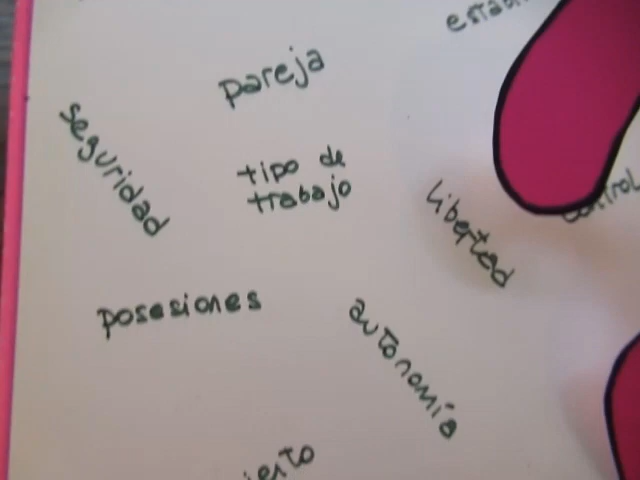 pareja
seguridad
tipo de
trabajo
libertad
posesiones
autonomía